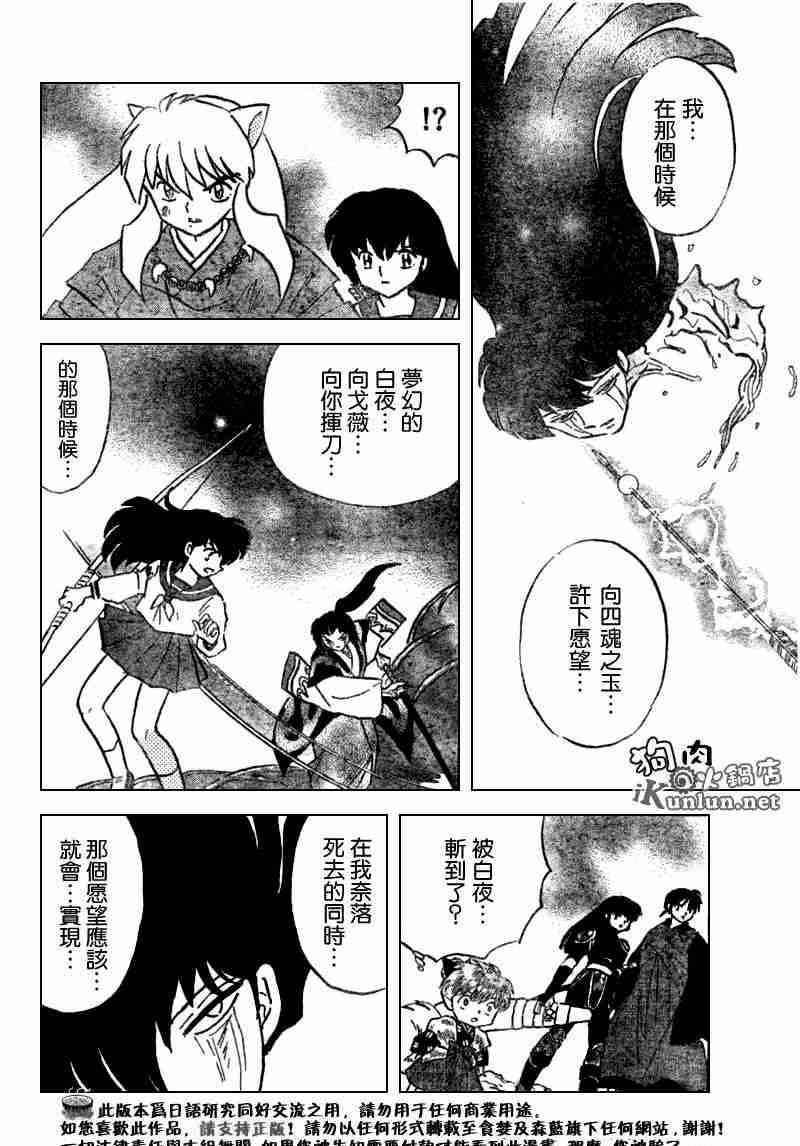 我…
在那個時候
向四魂之玉…
許下愿望…
!?
夢幻的
白夜…
向戈薇…
向你揮刀…
的那個時候…
被白夜…
斬到了?
在我奈落
死去的同時…
那個愿望應該…
就會…實現…
狗肉
火鍋店
iKunlun.net
此版本爲日語研究同好交流之用，請勿用于任何商業用途。
如您喜歡此作品，請支持正版！請勿以任何形式轉載至貪婪及森藍旗下任何網站，謝謝！